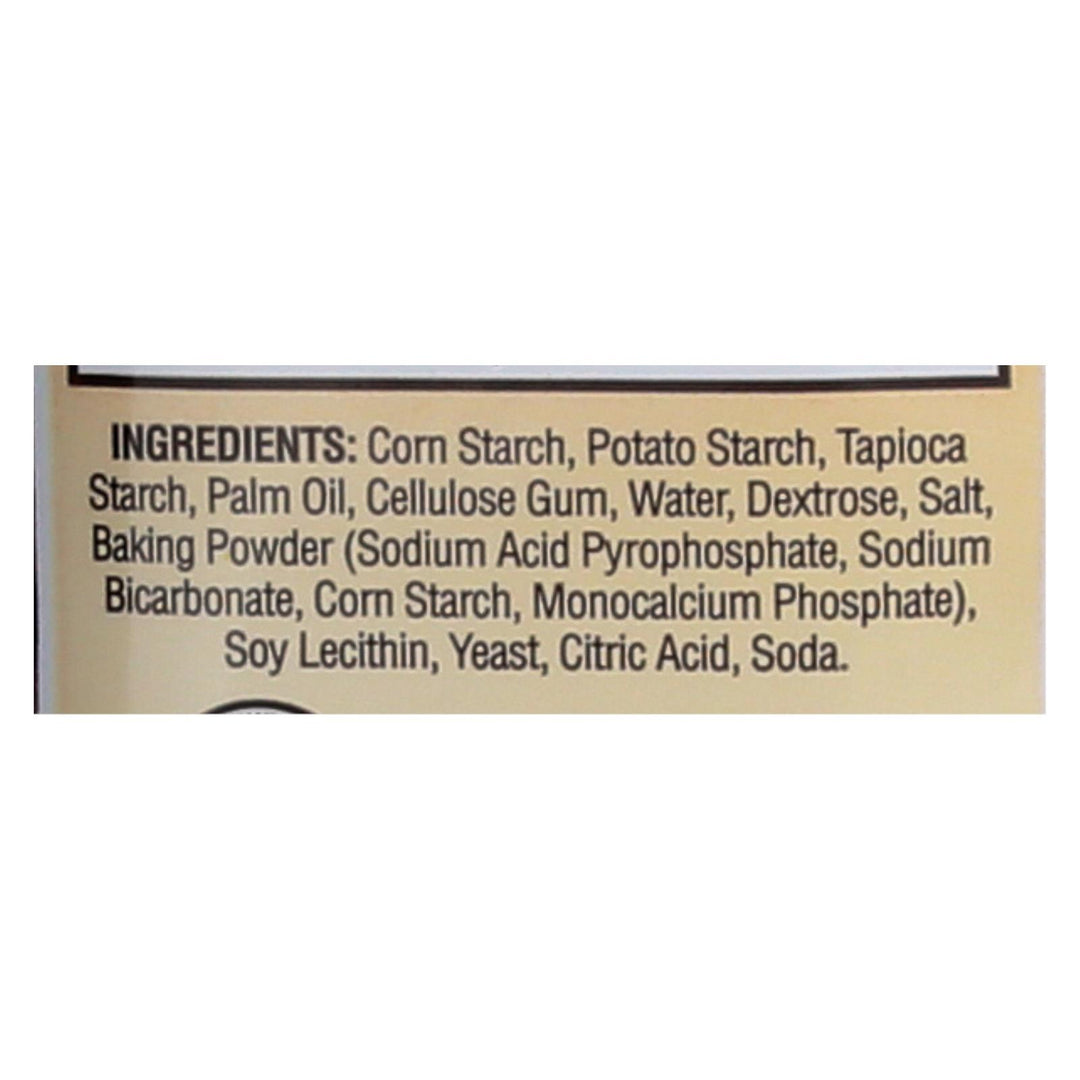 INGREDIENTS: Corn Starch, Potato Starch, Tapioca
Starch, Palm Oil, Cellulose Gum, Water, Dextrose, Salt,
Baking Powder (Sodium Acid Pyrophosphate, Sodium
Bicarbonate, Corn Starch, Monocalcium Phosphate),
Soy Lecithin, Yeast, Citric Acid, Soda.